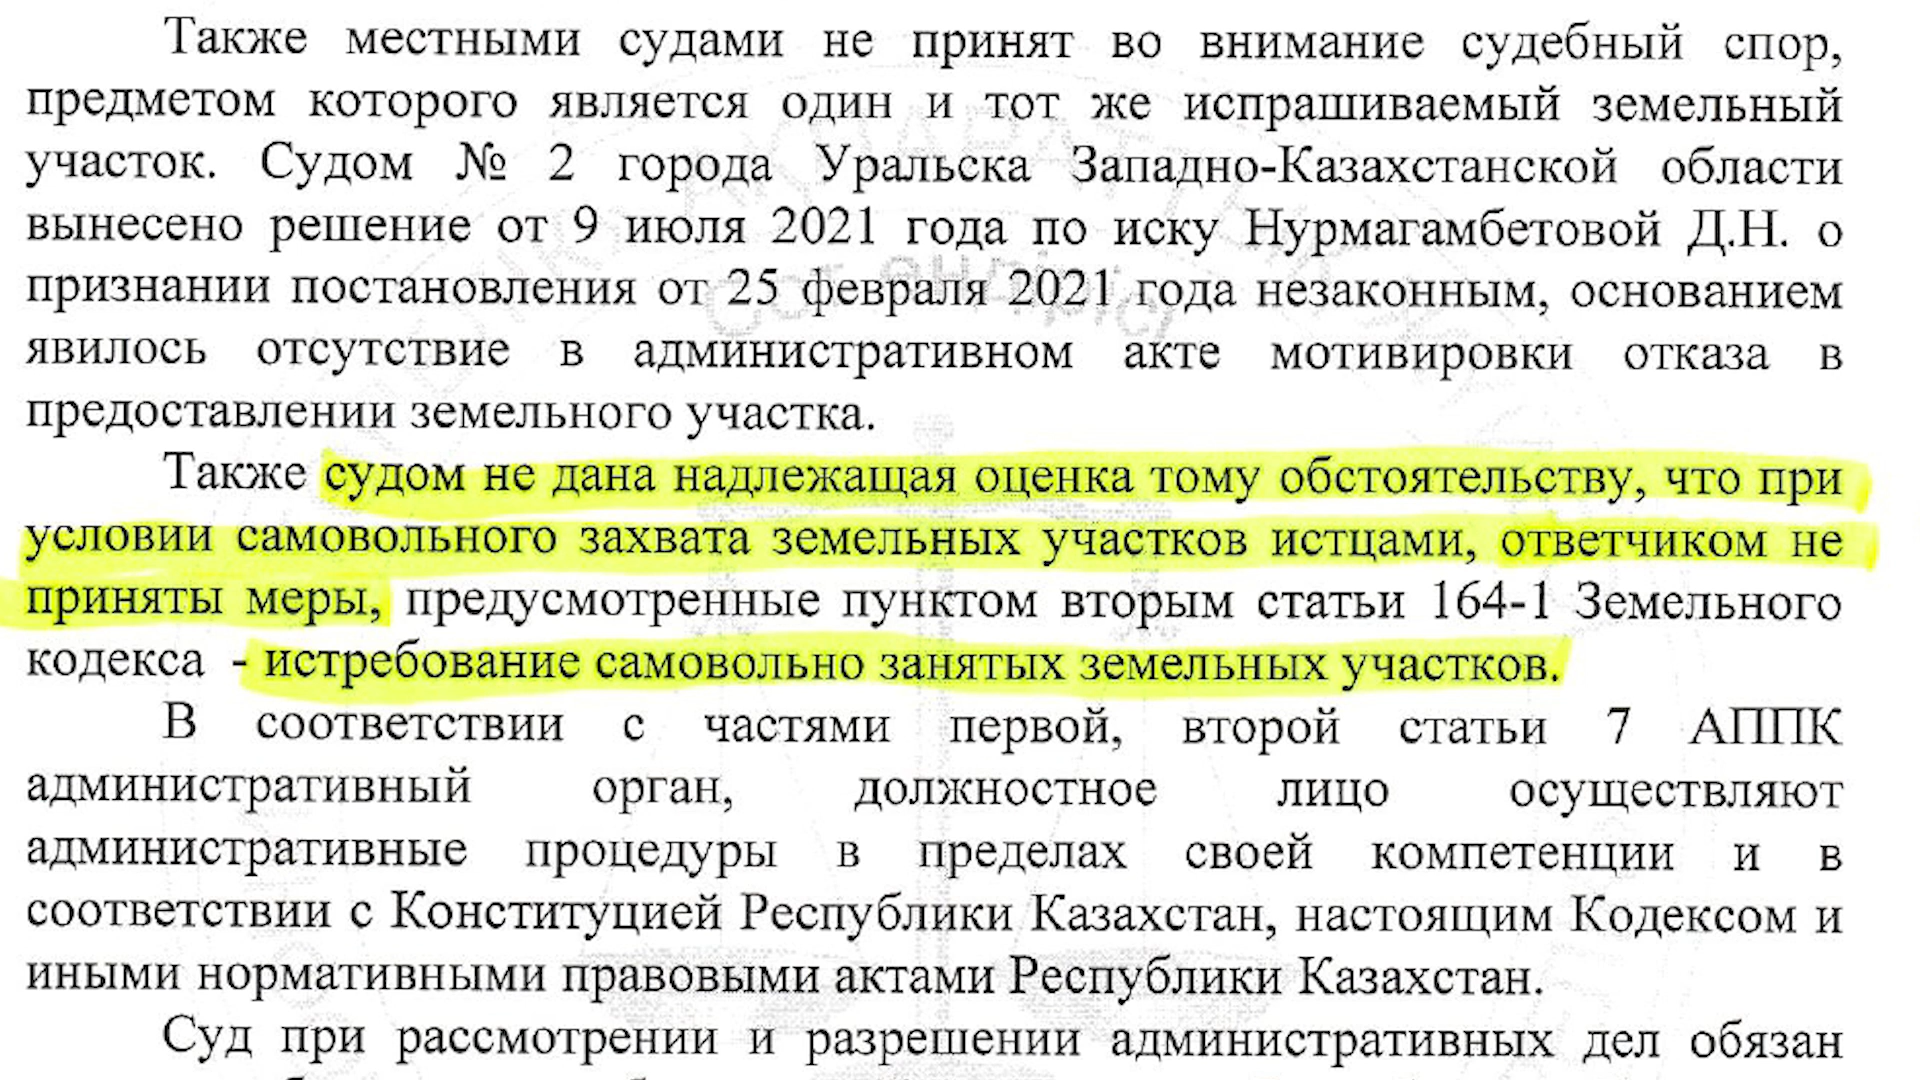 Также местными судами не принят во внимание судебный спор,
предметом которого является один и тот же испрашиваемый земельный
участок. Судом № 2 города Уральска Западно-Казахстанской области
вынесено решение от 9 июля 2021 года по иску Нурмагамбетовой Д.Н. о
признании постановления от 25 февраля 2021 года незаконным, основанием
явилось отсутствие в административном акте мотивировки отказа в
предоставлении земельного участка.
Также судом не дана надлежащая оценка тому обстоятельству, что при
условии самовольного захвата земельных участков истцами, ответчиком не
приняты меры, предусмотренные пунктом вторым статьи 164-1 Земельного
кодекса - истребование самовольно занятых земельных участков.
В соответствии с частями первой, второй статьи 7 АППК
административный орган, должностное лицо осуществляют
административные процедуры в пределах своей компетенции и в
соответствии с Конституцией Республики Казахстан, настоящим Кодексом и
иными нормативными правовыми актами Республики Казахстан.
Суд при рассмотрении и разрешении административных дел обязан